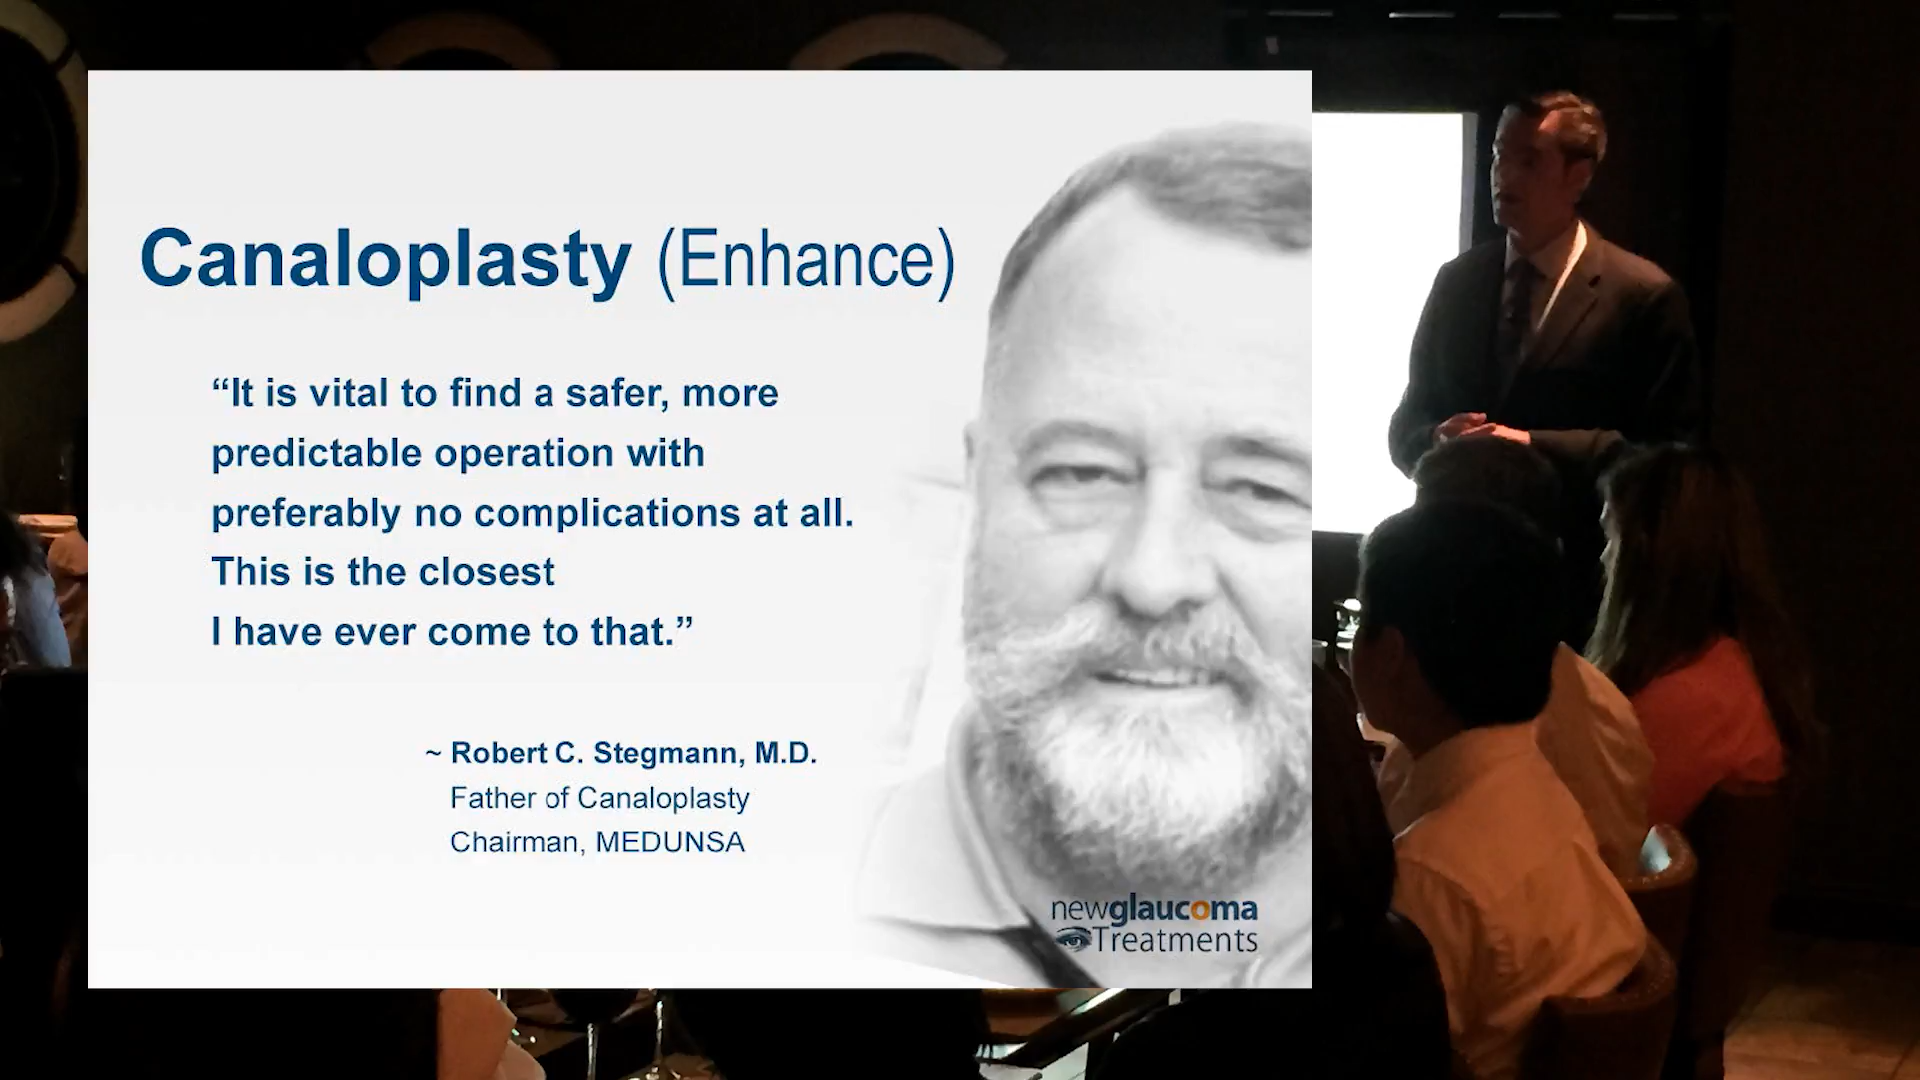 Canaloplasty (Enhance)
“It is vital to find a safer, more
predictable operation with
preferably no complications at all.
This is the closest
I have ever come to that.”
~ Robert C. Stegmann, M.D.
Father of Canaloplasty
Chairman, MEDUNSA
newglaucoma
Treatments